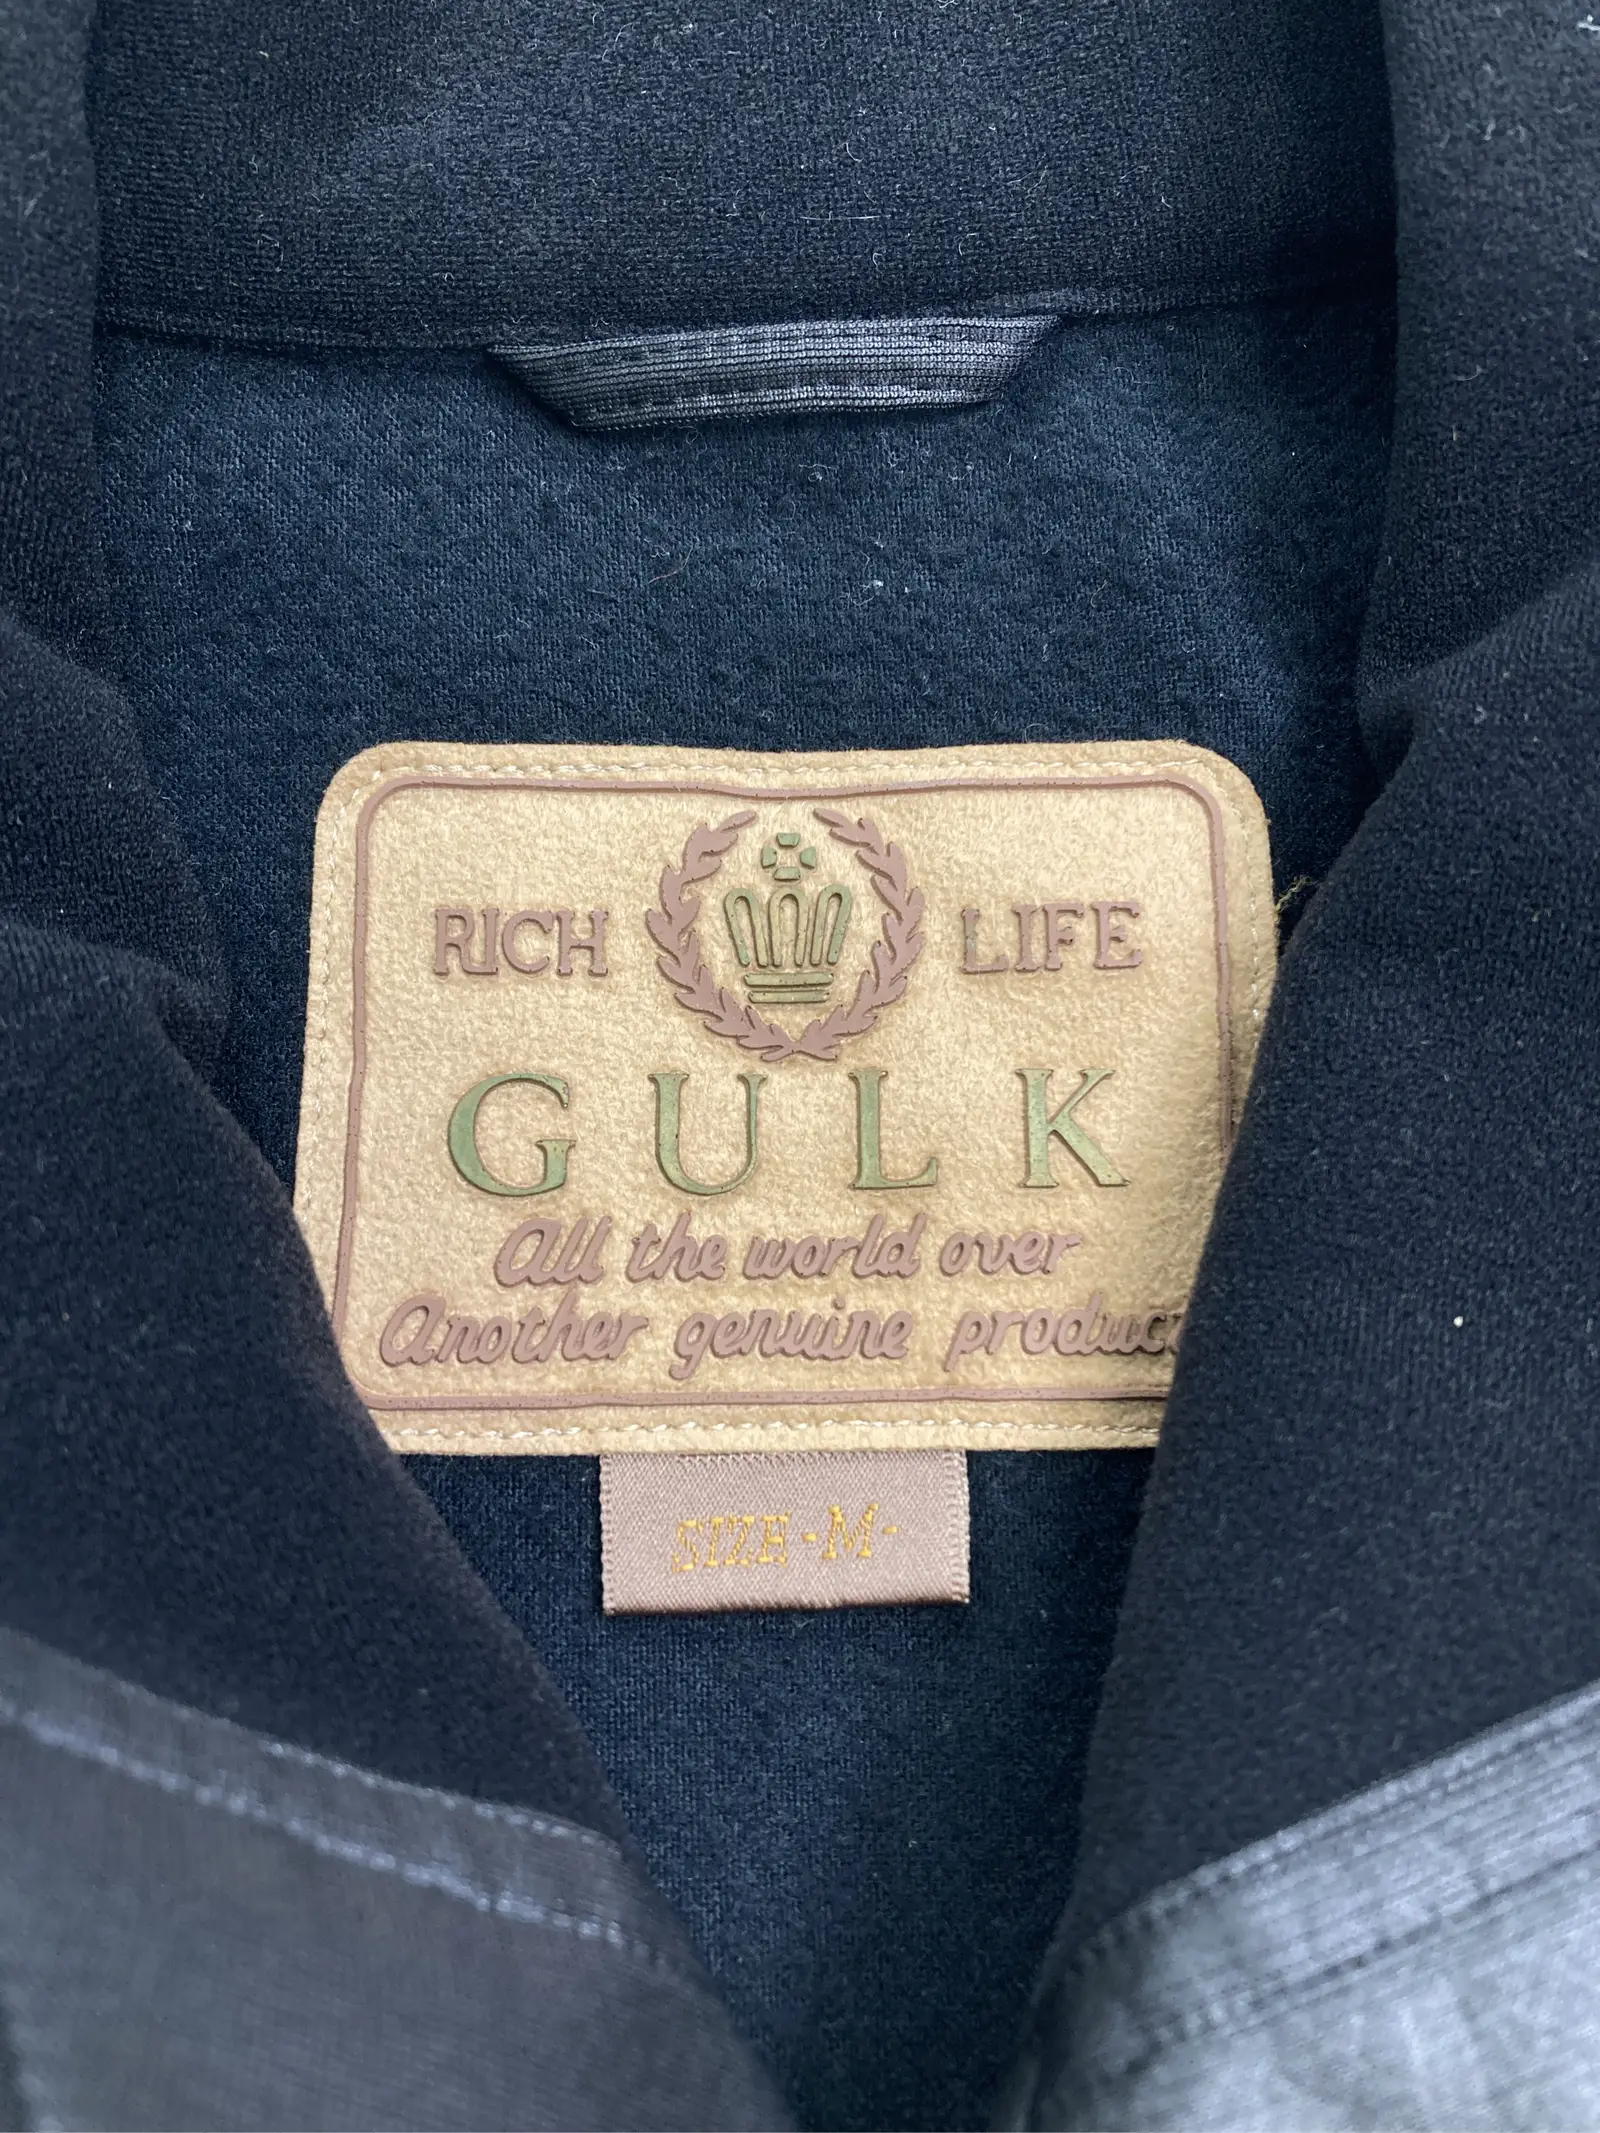 RICH LIFE
GULK
All the world over
Another genuine product
SIZE -M-